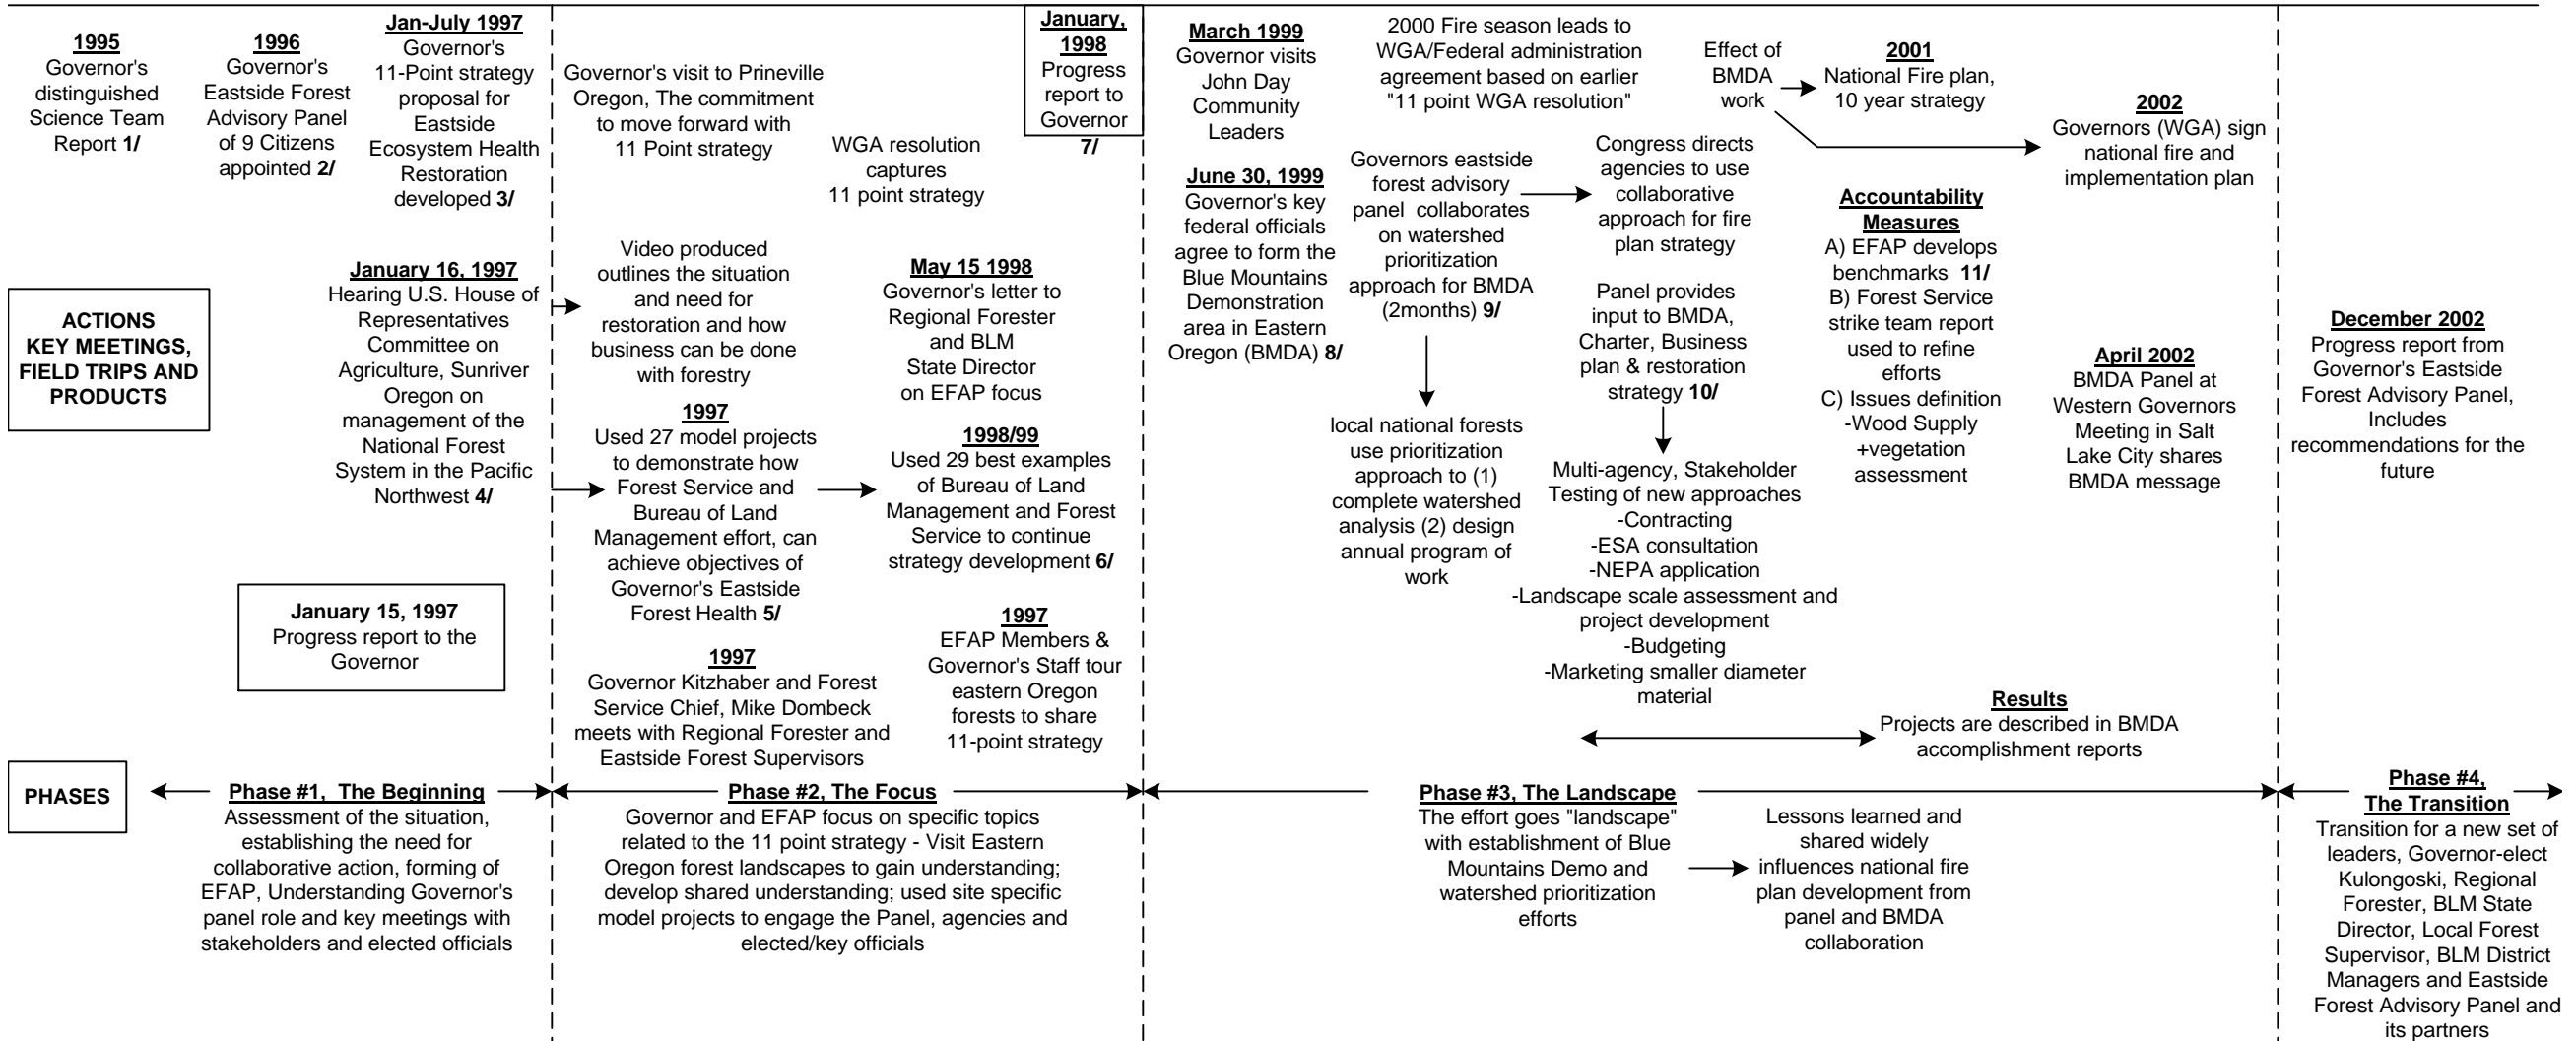 1995
Governor's
distinguished
Science Team
Report 1/
1996
Governor's
Eastside Forest
Advisory Panel
of 9 Citizens
appointed 2/
Jan-July 1997
Governor's
11-Point strategy
proposal for
Eastside
Ecosystem Health
Restoration
developed 3/
January 16, 1997
Hearing U.S. House of
Representatives
Committee on
Agriculture, Sunriver
Oregon on
management of the
National Forest
System in the Pacific
Northwest 4/
ACTIONS
KEY MEETINGS,
FIELD TRIPS AND
PRODUCTS
January 15, 1997
Progress report to the
Governor
Governor's visit to Prineville
Oregon, The commitment
to move forward with
11 Point strategy
WGA resolution
captures
11 point strategy
January,
1998
Progress
report to
Governor
7/
Video produced
outlines the situation
and need for
restoration and how
business can be done
with forestry
May 15 1998
Governor's letter to
Regional Forester
and BLM
State Director
on EFAP focus
1997
Used 27 model projects
to demonstrate how
Forest Service and
Bureau of Land
Management effort, can
achieve objectives of
Governor's Eastside
Forest Health 5/
1998/99
Used 29 best examples
of Bureau of Land
Management and Forest
Service to continue
strategy development 6/
1997
Governor Kitzhaber and Forest
Service Chief, Mike Dombeck
meets with Regional Forester and
Eastside Forest Supervisors
1997
EFAP Members &
Governor's Staff tour
eastern Oregon
forests to share
11-point strategy
March 1999
Governor visits
John Day
Community
Leaders
June 30, 1999
Governor's key
federal officials
agree to form the
Blue Mountains
Demonstration
area in Eastern
Oregon (BMDA) 8/
2000 Fire season leads to
WGA/Federal administration
agreement based on earlier
"11 point WGA resolution"
Governors eastside
forest advisory
panel collaborates
on watershed
prioritization
approach for BMDA
(2months) 9/
local national forests
use prioritization
approach to (1)
complete watershed
analysis (2) design
annual program of
work
Congress directs
agencies to use
collaborative
approach for fire
plan strategy
Panel provides
input to BMDA,
Charter, Business
plan & restoration
strategy 10/
Multi-agency, Stakeholder
Testing of new approaches
-Contracting
-ESA consultation
-NEPA application
-Landscape scale assessment and
project development
-Budgeting
-Marketing smaller diameter
material
Effect of
BMDA
work
2001
National Fire plan,
10 year strategy
2002
Governors (WGA) sign
national fire and
implementation plan
Accountability
Measures
A) EFAP develops
benchmarks 11/
B) Forest Service
strike team report
used to refine
efforts
C) Issues definition
-Wood Supply
+vegetation
assessment
April 2002
BMDA Panel at
Western Governors
Meeting in Salt
Lake City shares
BMDA message
Results
Projects are described in BMDA
accomplishment reports
December 2002
Progress report from
Governor's Eastside
Forest Advisory Panel,
Includes
recommendations for the
future
PHASES
Phase #1, The Beginning
Assessment of the situation,
establishing the need for
collaborative action, forming of
EFAP, Understanding Governor's
panel role and key meetings with
stakeholders and elected officials
Phase #2, The Focus
Governor and EFAP focus on specific topics
related to the 11 point strategy - Visit Eastern
Oregon forest landscapes to gain understanding;
develop shared understanding; used site specific
model projects to engage the Panel, agencies and
elected/key officials
Phase #3, The Landscape
The effort goes "landscape"
with establishment of Blue
Mountains Demo and
watershed prioritization
efforts
Lessons learned and
shared widely
influences national fire
plan development from
panel and BMDA
collaboration
Phase #4,
The Transition
Transition for a new set of
leaders, Governor-elect
Kulongoski, Regional
Forester, BLM State
Director, Local Forest
Supervisor, BLM District
Managers and Eastside
Forest Advisory Panel and
its partners